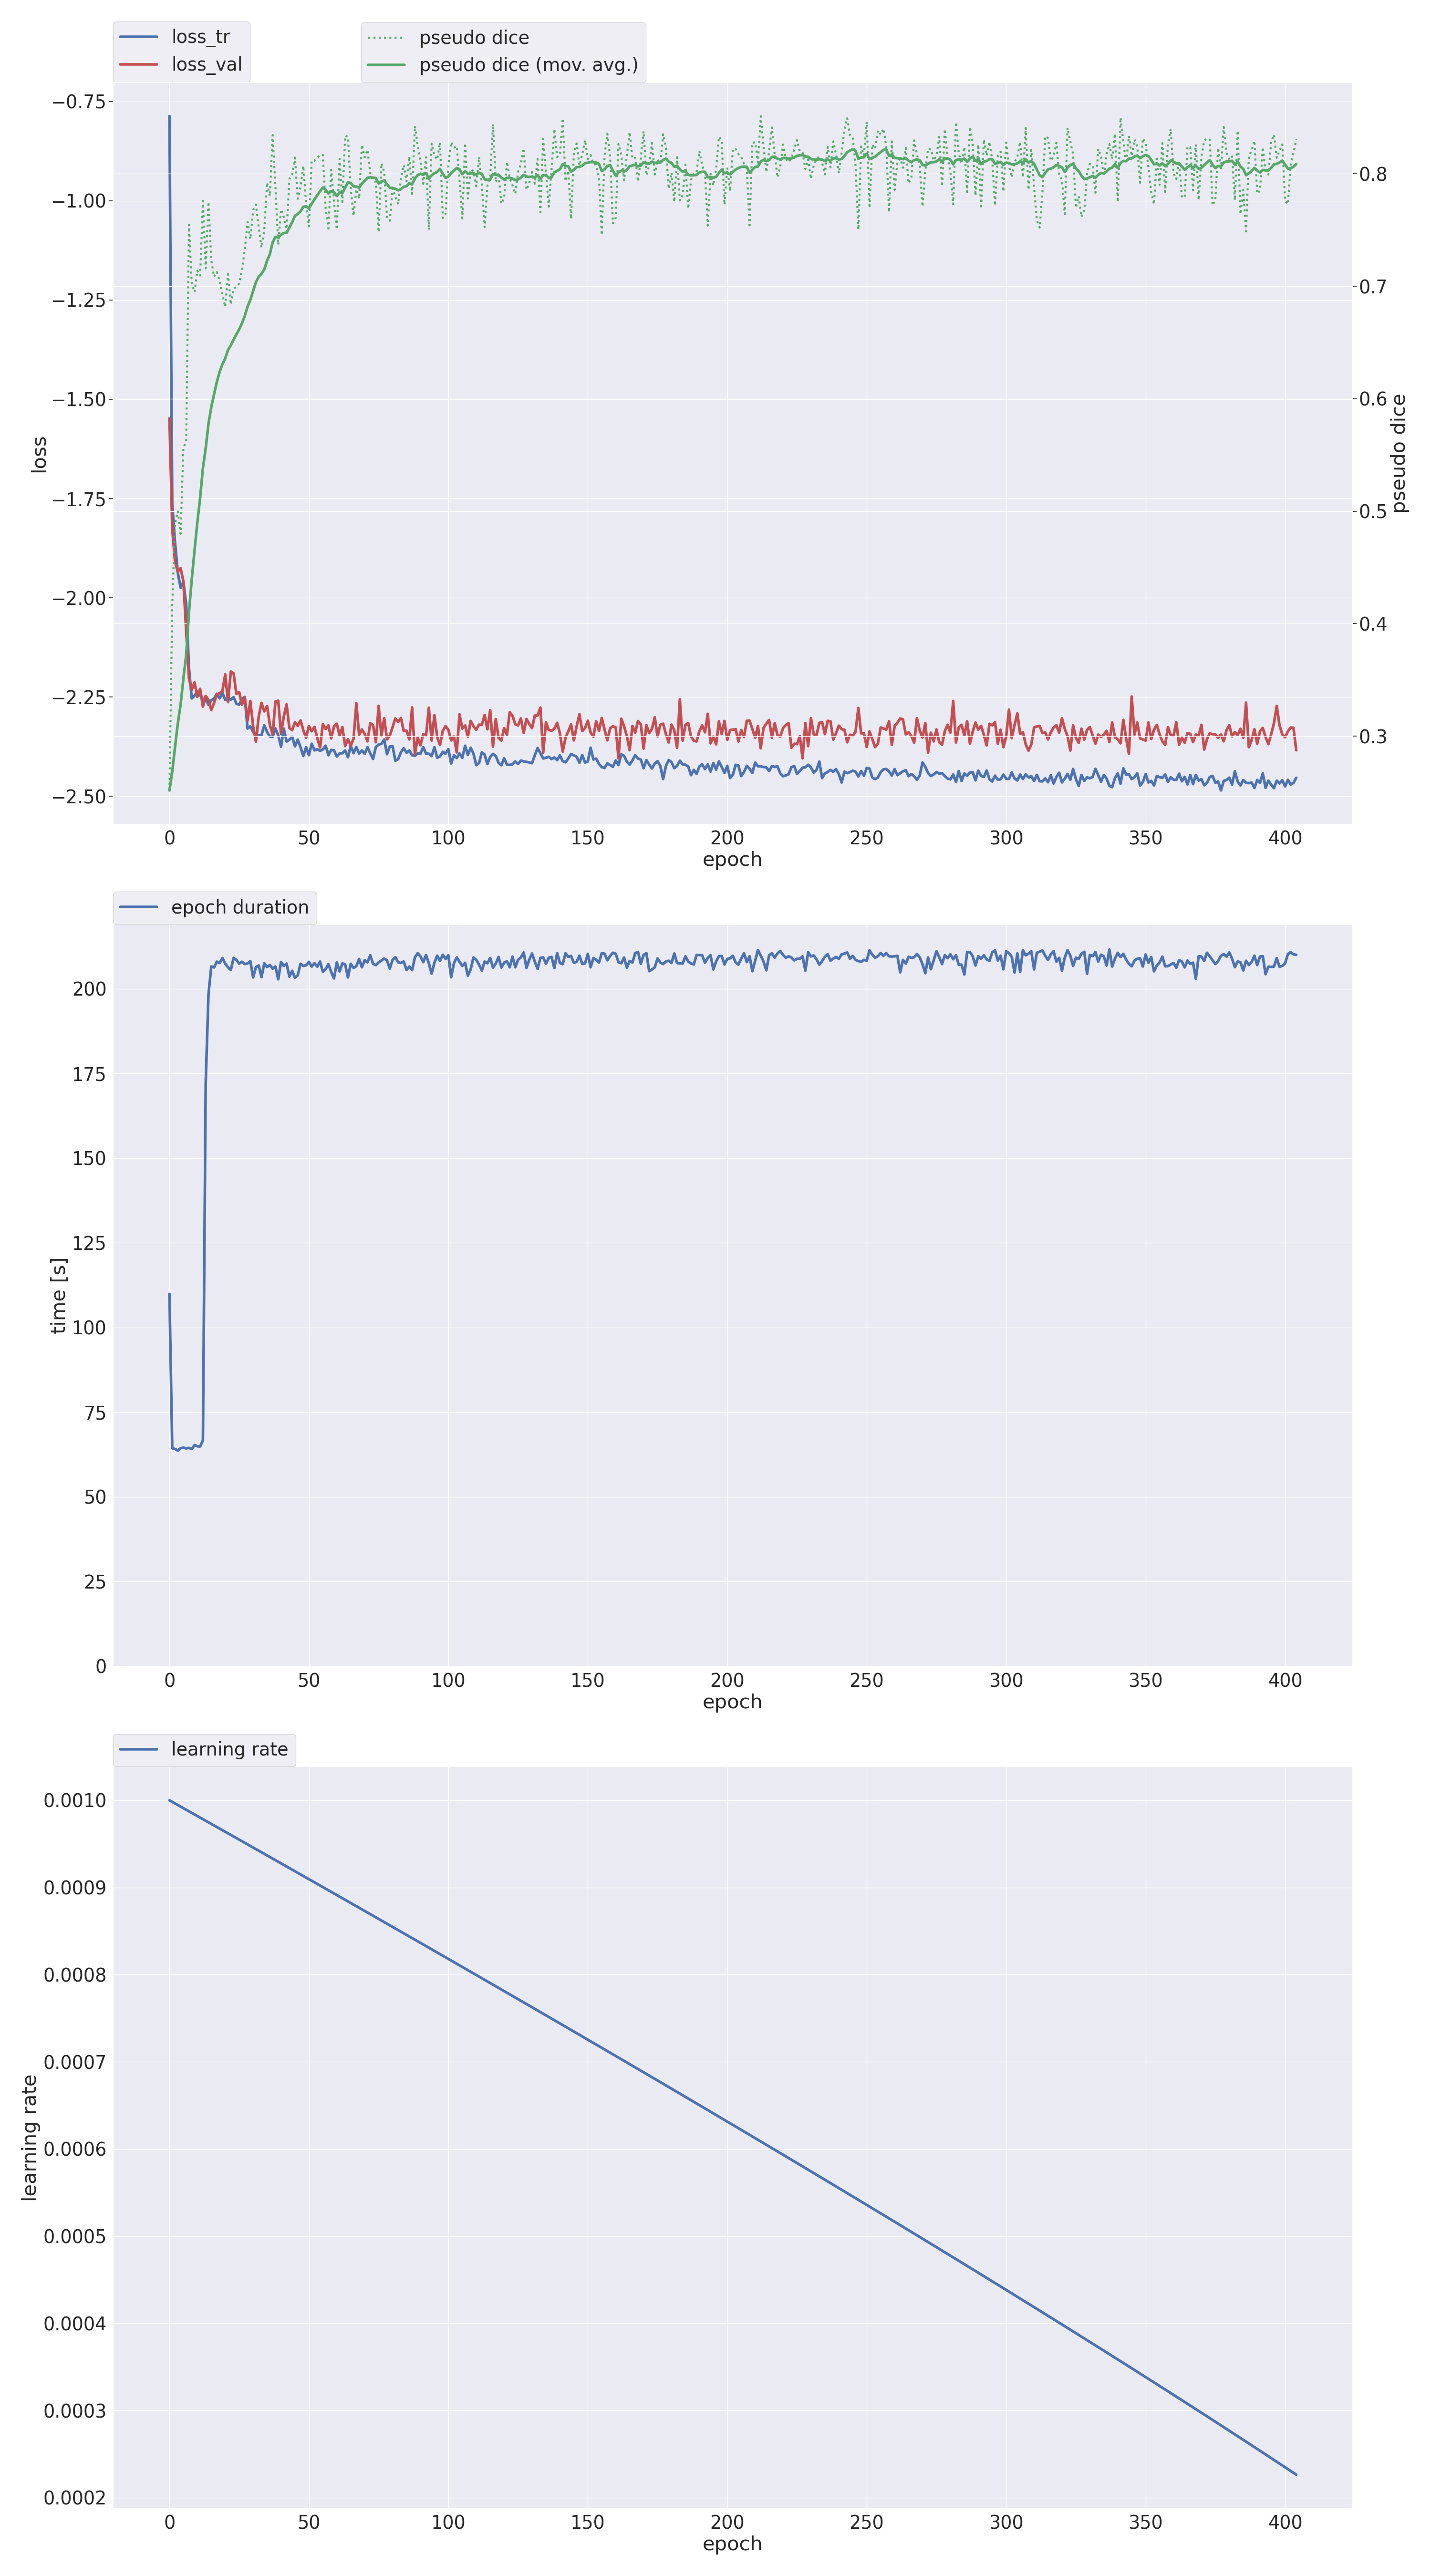 loss_tr
loss_val
pseudo dice
pseudo dice (mov. avg.)
−0.75
−1.00
−1.25
−1.50
−1.75
−2.00
−2.25
−2.50
loss
0.8
0.7
0.6
0.5
0.4
0.3
pseudo dice
0 50 100 150 200 250 300 350 400
epoch
epoch duration
200
175
150
125
100
75
50
25
0
time [s]
0 50 100 150 200 250 300 350 400
epoch
learning rate
0.0010
0.0009
0.0008
0.0007
0.0006
0.0005
0.0004
0.0003
0.0002
learning rate
0 50 100 150 200 250 300 350 400
epoch